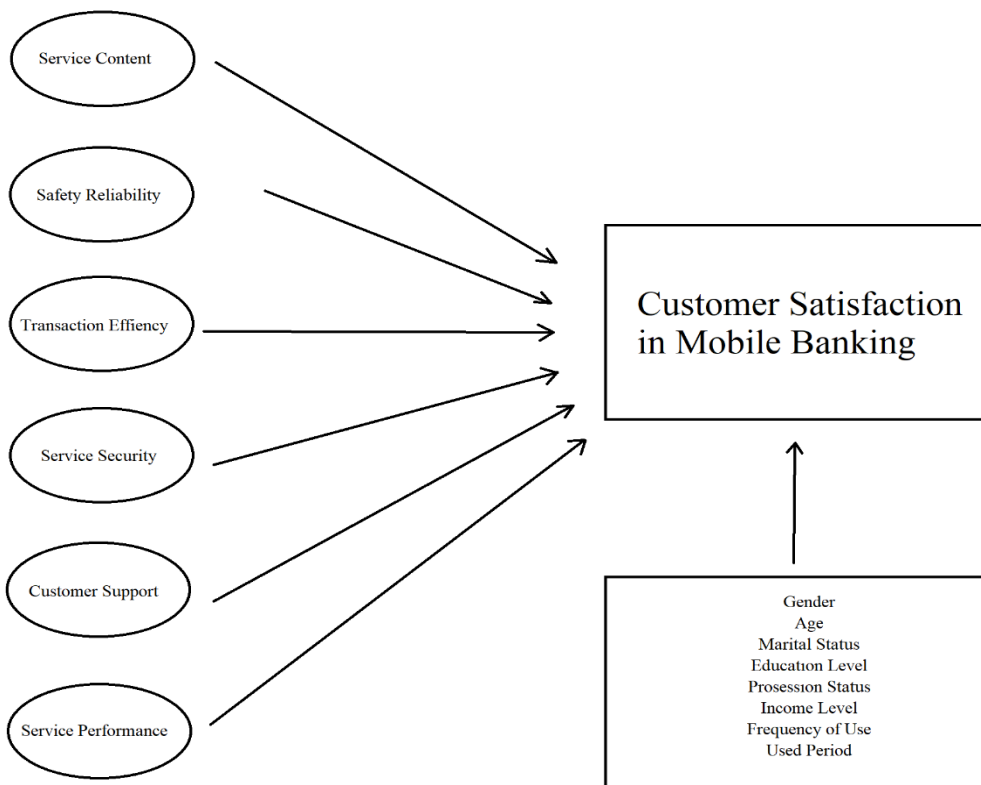 Service Content
Safety Reliability
Transaction Effiency
Service Security
Customer Support
Service Performance
Customer Satisfaction
in Mobile Banking
Gender
Age
Marital Status
Education Level
Prosession Status
Income Level
Frequency of Use
Used Period